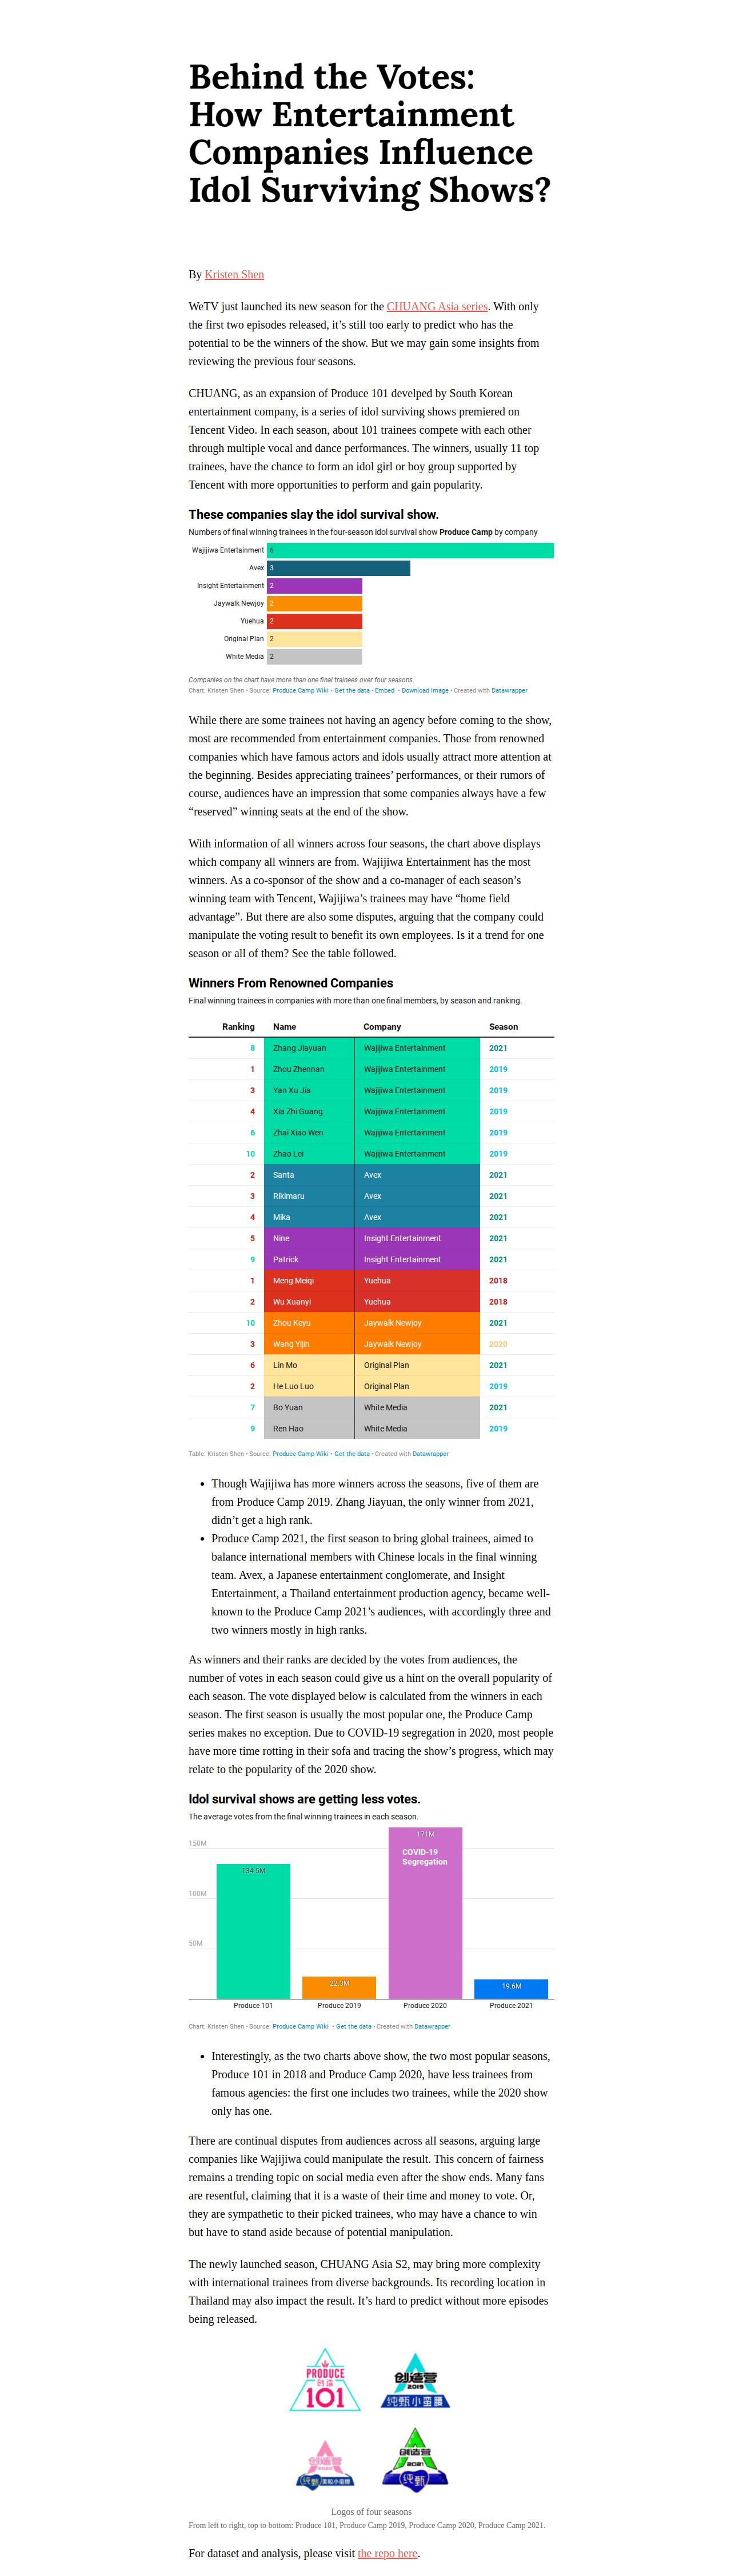 Behind the Votes:
How Entertainment
Companies Influence
Idol Surviving Shows?
By Kristen Shen
WeTV just launched its new season for the CHUANG Asia series. With only
the first two episodes released, it’s still too early to predict who has the
potential to be the winners of the show. But we may gain some insights from
reviewing the previous four seasons.
CHUANG, as an expansion of Produce 101 develped by South Korean
entertainment company, is a series of idol surviving shows premiered on
Tencent Video. In each season, about 101 trainees compete with each other
through multiple vocal and dance performances. The winners, usually 11 top
trainees, have the chance to form an idol girl or boy group supported by
Tencent with more opportunities to perform and gain popularity.
These companies slay the idol survival show.
Numbers of final winning trainees in the four-season idol survival show Produce Camp by company
Wajijiwa Entertainment 6
Avex 3
Insight Entertainment 2
Jaywalk Newjoy 2
Yuehua 2
Original Plan 2
White Media 2
Companies on the chart have more than one final trainees over four seasons.
Chart: Kristen Shen • Source: Produce Camp Wiki • Get the data • Embed • Download image • Created with Datawrapper
While there are some trainees not having an agency before coming to the show,
most are recommended from entertainment companies. Those from renowned
companies which have famous actors and idols usually attract more attention at
the beginning. Besides appreciating trainees’ performances, or their rumors of
course, audiences have an impression that some companies always have a few
“reserved” winning seats at the end of the show.
With information of all winners across four seasons, the chart above displays
which company all winners are from. Wajijiwa Entertainment has the most
winners. As a co-sponsor of the show and a co-manager of each season’s
winning team with Tencent, Wajijiwa’s trainees may have “home field
advantage”. But there are also some disputes, arguing that the company could
manipulate the voting result to benefit its own employees. Is it a trend for one
season or all of them? See the table followed.
Winners From Renowned Companies
Final winning trainees in companies with more than one final members, by season and ranking.
Ranking Name Company Season
8 Zhang Jiayuan Wajijiwa Entertainment 2021
1 Zhou Zhennan Wajijiwa Entertainment 2019
3 Yan Xu Jia Wajijiwa Entertainment 2019
4 Xia Zhi Guang Wajijiwa Entertainment 2019
6 Zhai Xiao Wen Wajijiwa Entertainment 2019
10 Zhao Lei Wajijiwa Entertainment 2019
2 Santa Avex 2021
3 Rikimaru Avex 2021
4 Mika Avex 2021
5 Nine Insight Entertainment 2021
9 Patrick Insight Entertainment 2021
1 Meng Meiqi Yuehua 2018
2 Wu Xuanyi Yuehua 2018
10 Zhou Keyu Jaywalk Newjoy 2021
3 Wang Yijin Jaywalk Newjoy 2020
6 Lin Mo Original Plan 2021
2 He Luo Luo Original Plan 2019
7 Bo Yuan White Media 2021
9 Ren Hao White Media 2019
Table: Kristen Shen • Source: Produce Camp Wiki • Get the data • Created with Datawrapper
• Though Wajijiwa has more winners across the seasons, five of them are
from Produce Camp 2019. Zhang Jiayuan, the only winner from 2021,
didn’t get a high rank.
• Produce Camp 2021, the first season to bring global trainees, aimed to
balance international members with Chinese locals in the final winning
team. Avex, a Japanese entertainment conglomerate, and Insight
Entertainment, a Thailand entertainment production agency, became well-
known to the Produce Camp 2021’s audiences, with accordingly three and
two winners mostly in high ranks.
As winners and their ranks are decided by the votes from audiences, the
number of votes in each season could give us a hint on the overall popularity of
each season. The vote displayed below is calculated from the winners in each
season. The first season is usually the most popular one, the Produce Camp
series makes no exception. Due to COVID-19 segregation in 2020, most people
have more time rotting in their sofa and tracing the show’s progress, which may
relate to the popularity of the 2020 show.
Idol survival shows are getting less votes.
The average votes from the final winning trainees in each season.
171M
150M
COVID-19
Segregation
134.5M
100M
50M
22.3M
19.6M
Produce 101 Produce 2019 Produce 2020 Produce 2021
Chart: Kristen Shen • Source: Produce Camp Wiki • Get the data • Created with Datawrapper
• Interestingly, as the two charts above show, the two most popular seasons,
Produce 101 in 2018 and Produce Camp 2020, have less trainees from
famous agencies: the first one includes two trainees, while the 2020 show
only has one.
There are continual disputes from audiences across all seasons, arguing large
companies like Wajijiwa could manipulate the result. This concern of fairness
remains a trending topic on social media even after the show ends. Many fans
are resentful, claiming that it is a waste of their time and money to vote. Or,
they are sympathetic to their picked trainees, who may have a chance to win
but have to stand aside because of potential manipulation.
The newly launched season, CHUANG Asia S2, may bring more complexity
with international trainees from diverse backgrounds. Its recording location in
Thailand may also impact the result. It’s hard to predict without more episodes
being released.
PRODUCE
创造
101
创造营
2019
纯甄小蛮腰
创造营
2020
纯甄
创造营
2021
纯甄
Logos of four seasons
From left to right, top to bottom: Produce 101, Produce Camp 2019, Produce Camp 2020, Produce Camp 2021.
For dataset and analysis, please visit the repo here.